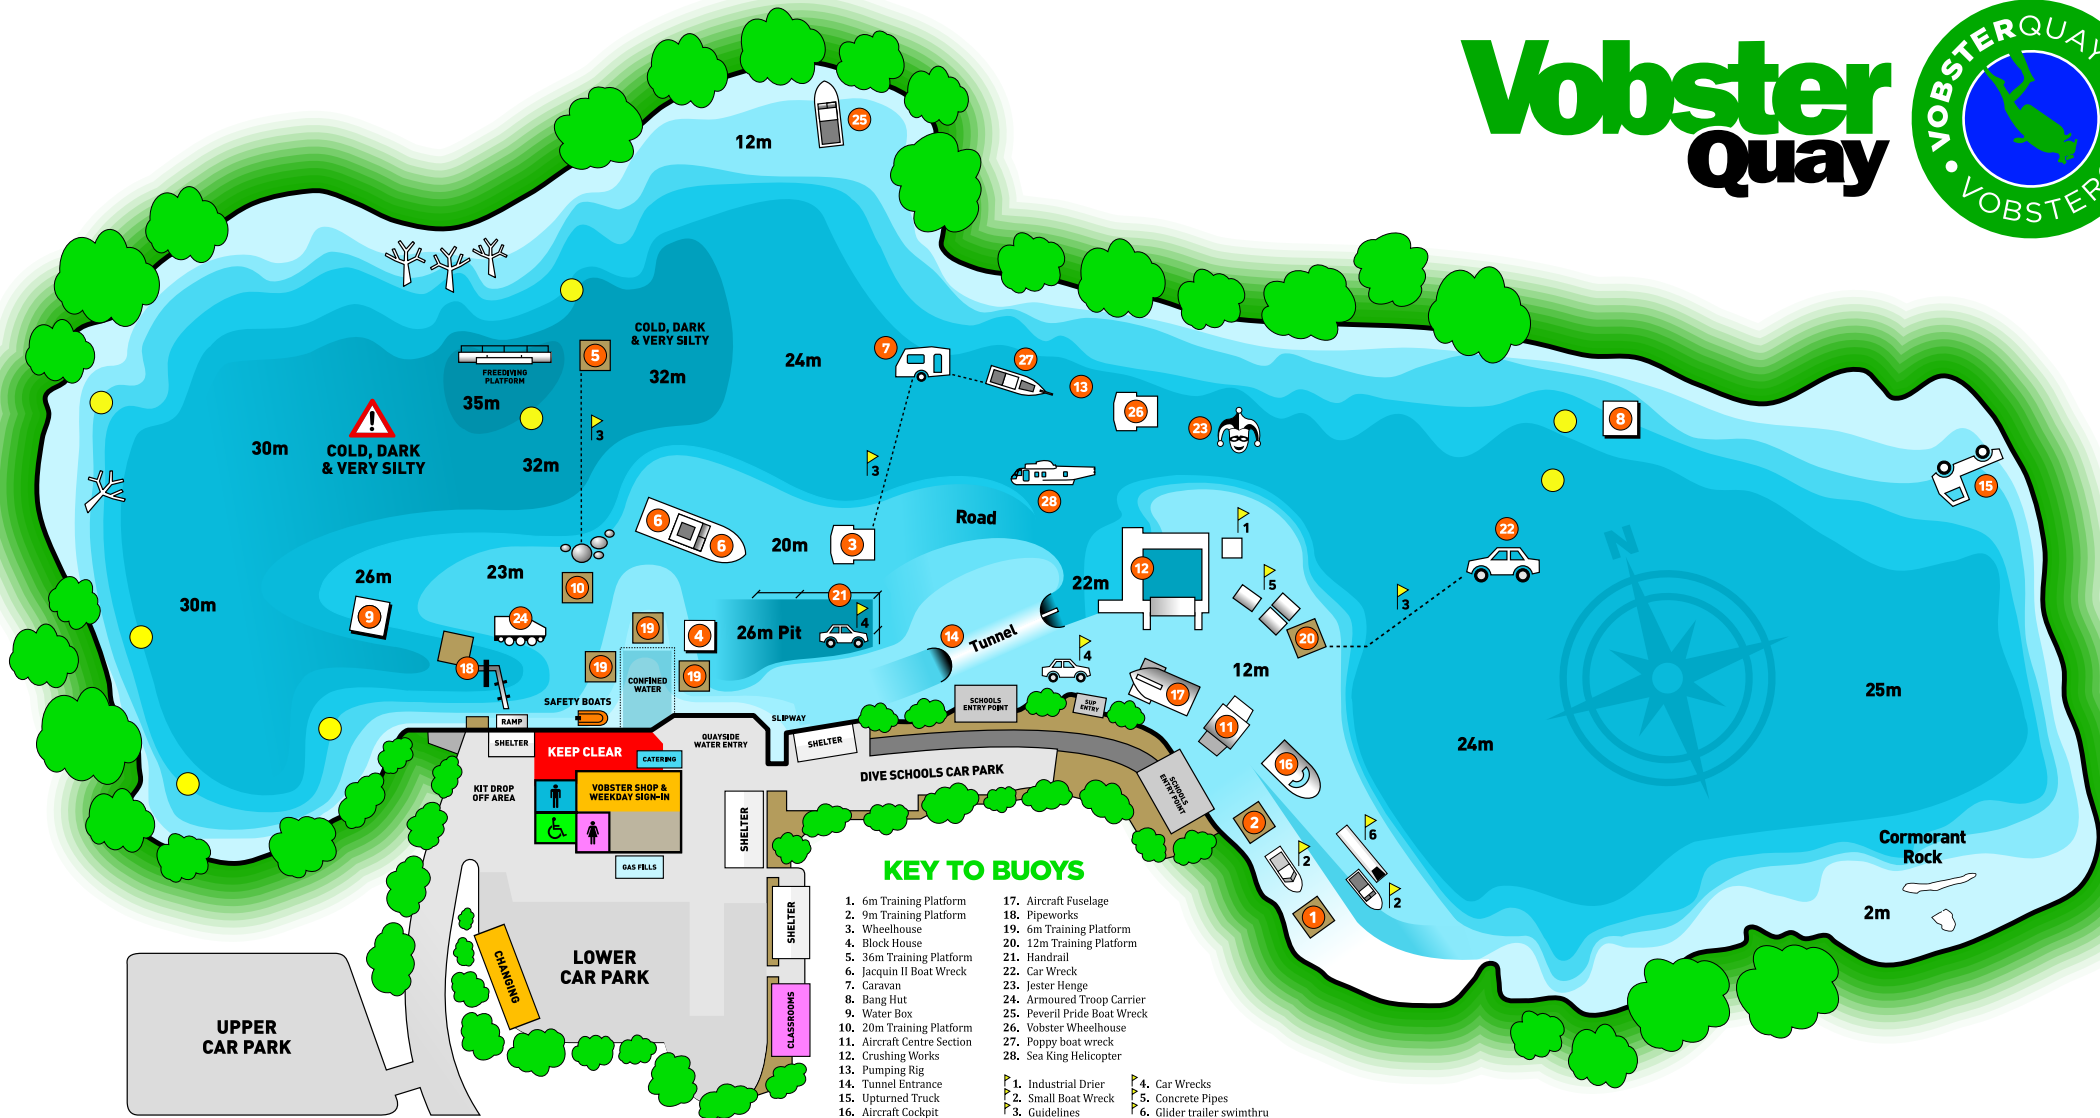 Vobster
Quay
VOBSTERQUAY
VOBSTER
12m
25
COLD, DARK
& VERY SILTY
32m
24m
5
FREEDIVING
PLATFORM
35m
30m
COLD, DARK
& VERY SILTY
32m
3
7
27
13
26
23
8
15
3
28
22
Road
N
6
6
20m
3
1
12
22m
5
3
26m
23m
10
30m
9
24
21
4
26m Pit
19
4
14
Tunnel
20
18
19
19
CONFINED
WATER
4
12m
17
25m
SAFETY BOATS
SCHOOLS
ENTRY POINT
SUP
ENTRY
RAMP
SLIPWAY
11
24m
SHELTER
KEEP CLEAR
QUAYSIDE
WATER ENTRY
SHELTER
CATERING
DIVE SCHOOLS CAR PARK
16
SCHOOLS
ENTRY POINT
KIT DROP
OFF AREA
VOBSTER SHOP &
WEEKDAY SIGN-IN
SHELTER
2
6
2
2
1
Cormorant
Rock
2m
GAS FILLS
SHELTER
CHANGING
LOWER
CAR PARK
CLASSROOMS
UPPER
CAR PARK
KEY TO BUOYS
1. 6m Training Platform
2. 9m Training Platform
3. Wheelhouse
4. Block House
5. 36m Training Platform
6. Jacquin II Boat Wreck
7. Caravan
8. Bang Hut
9. Water Box
10. 20m Training Platform
11. Aircraft Centre Section
12. Crushing Works
13. Pumping Rig
14. Tunnel Entrance
15. Upturned Truck
16. Aircraft Cockpit
17. Aircraft Fuselage
18. Pipeworks
19. 6m Training Platform
20. 12m Training Platform
21. Handrail
22. Car Wreck
23. Jester Henge
24. Armoured Troop Carrier
25. Peveril Pride Boat Wreck
26. Vobster Wheelhouse
27. Poppy boat wreck
28. Sea King Helicopter
1. Industrial Drier
2. Small Boat Wreck
3. Guidelines
4. Car Wrecks
5. Concrete Pipes
6. Glider trailer swimthru